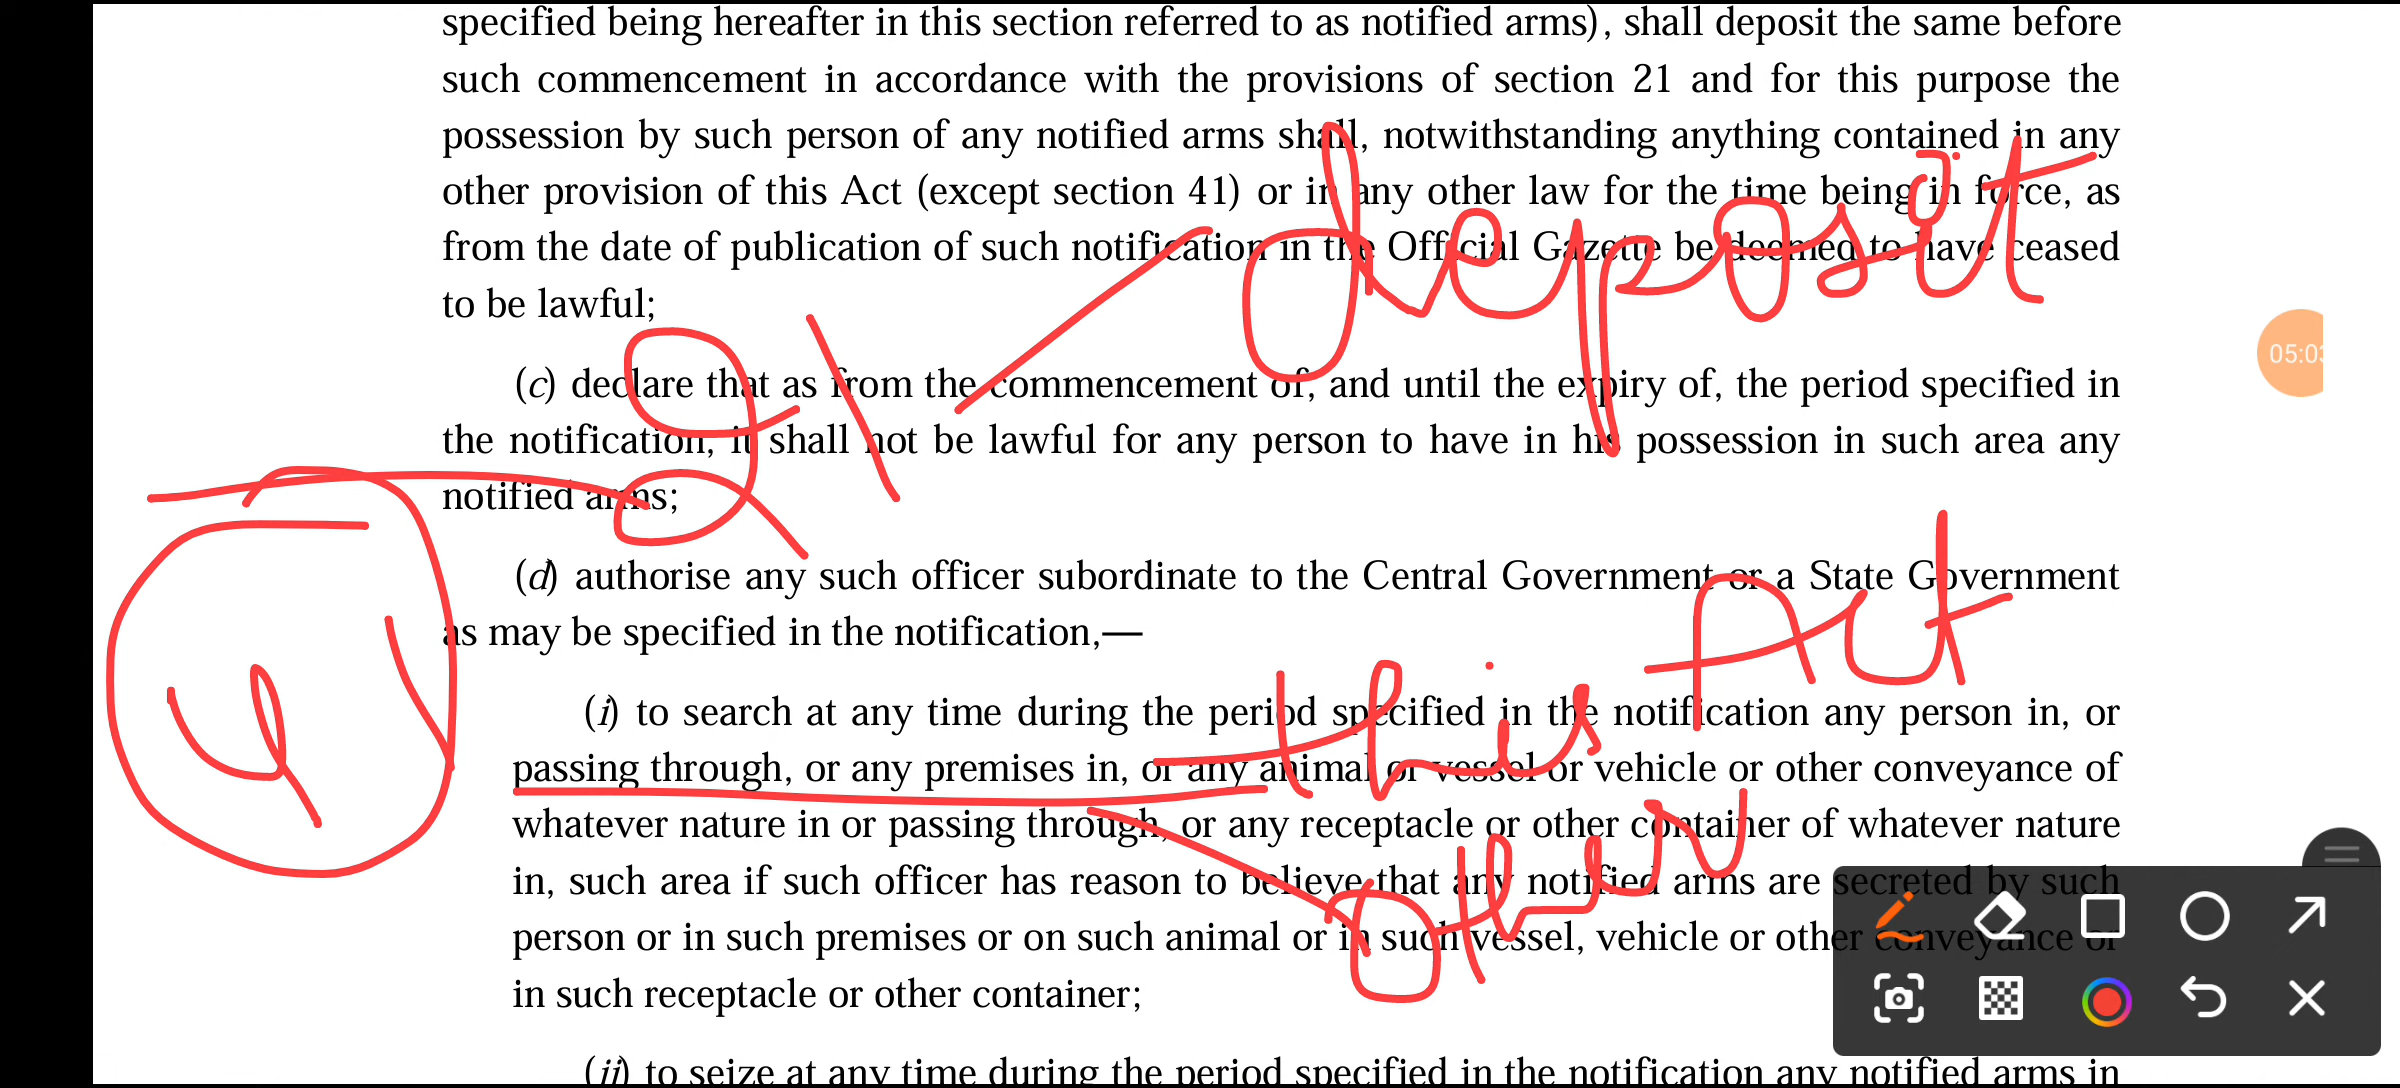 specified being hereafter in this section referred to as notified arms), shall deposit the same before
such commencement in accordance with the provisions of section 21 and for this purpose the
possession by such person of any notified arms shall, notwithstanding anything contained in any
other provision of this Act (except section 41) or in any other law for the time being in force, as
from the date of publication of such notification in the Official Gazette be deemed to have ceased
to be lawful;
deposit
21
(c) declare that as from the commencement of, and until the expiry of, the period specified in
the notification, it shall not be lawful for any person to have in his possession in such area any
notified arms;
05:0
(d) authorise any such officer subordinate to the Central Government or a State Government
as may be specified in the notification,—
this Act
41
(i) to search at any time during the period specified in the notification any person in, or
passing through, or any premises in, or any animal or vessel or vehicle or other conveyance of
whatever nature in or passing through, or any receptacle or other container of whatever nature
in, such area if such officer has reason to believe that any notified arms are secreted by such
person or in such premises or on such animal or in such vessel, vehicle or other conveyance or
in such receptacle or other container;
other
(ii) to seize at any time during the period specified in the notification any notified arms in